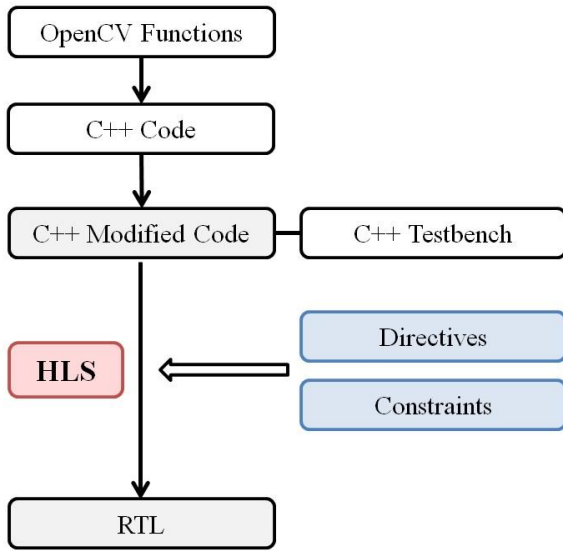 OpenCV Functions
C++ Code
C++ Modified Code
C++ Testbench
HLS
Directives
Constraints
RTL